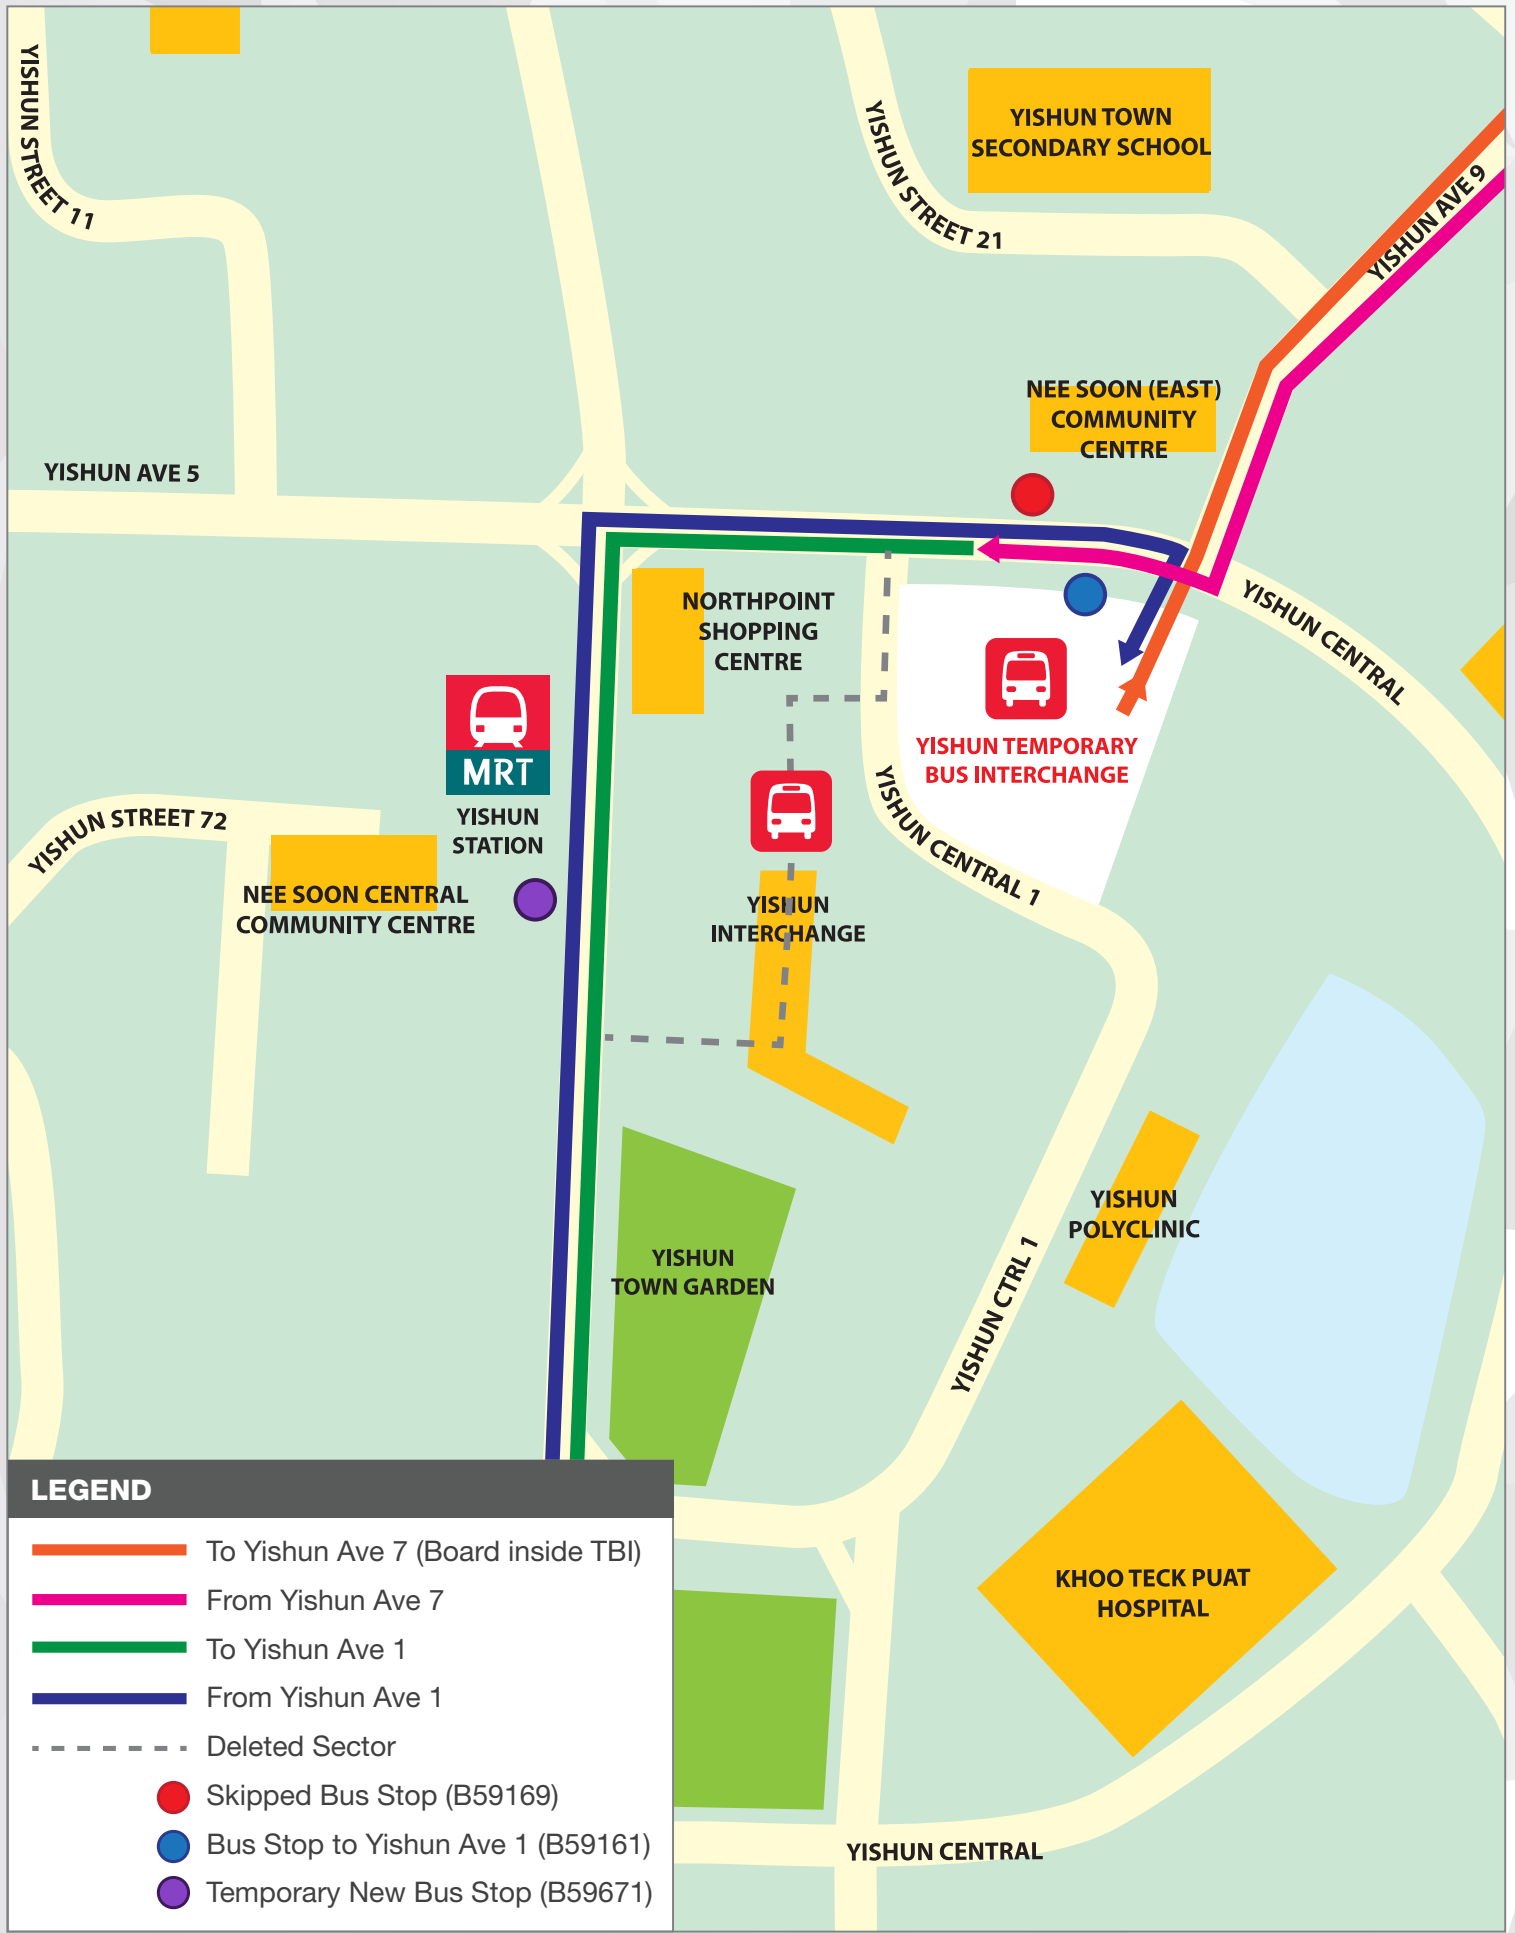 YISHUN STREET 11
YISHUN TOWN
SECONDARY SCHOOL
YISHUN STREET 21
YISHUN AVE 9
NEE SOON (EAST)
COMMUNITY
CENTRE
YISHUN AVE 5
NORTHPOINT
SHOPPING
CENTRE
YISHUN CENTRAL
MRT
YISHUN
STATION
YISHUN TEMPORARY
BUS INTERCHANGE
YISHUN STREET 72
YISHUN CENTRAL 1
NEE SOON CENTRAL
COMMUNITY CENTRE
YISHUN
INTERCHANGE
YISHUN
POLYCLINIC
YISHUN
TOWN GARDEN
YISHUN CTRL 1
KHOO TECK PUAT
HOSPITAL
YISHUN CENTRAL
LEGEND
To Yishun Ave 7 (Board inside TBI)
From Yishun Ave 7
To Yishun Ave 1
From Yishun Ave 1
Deleted Sector
Skipped Bus Stop (B59169)
Bus Stop to Yishun Ave 1 (B59161)
Temporary New Bus Stop (B59671)